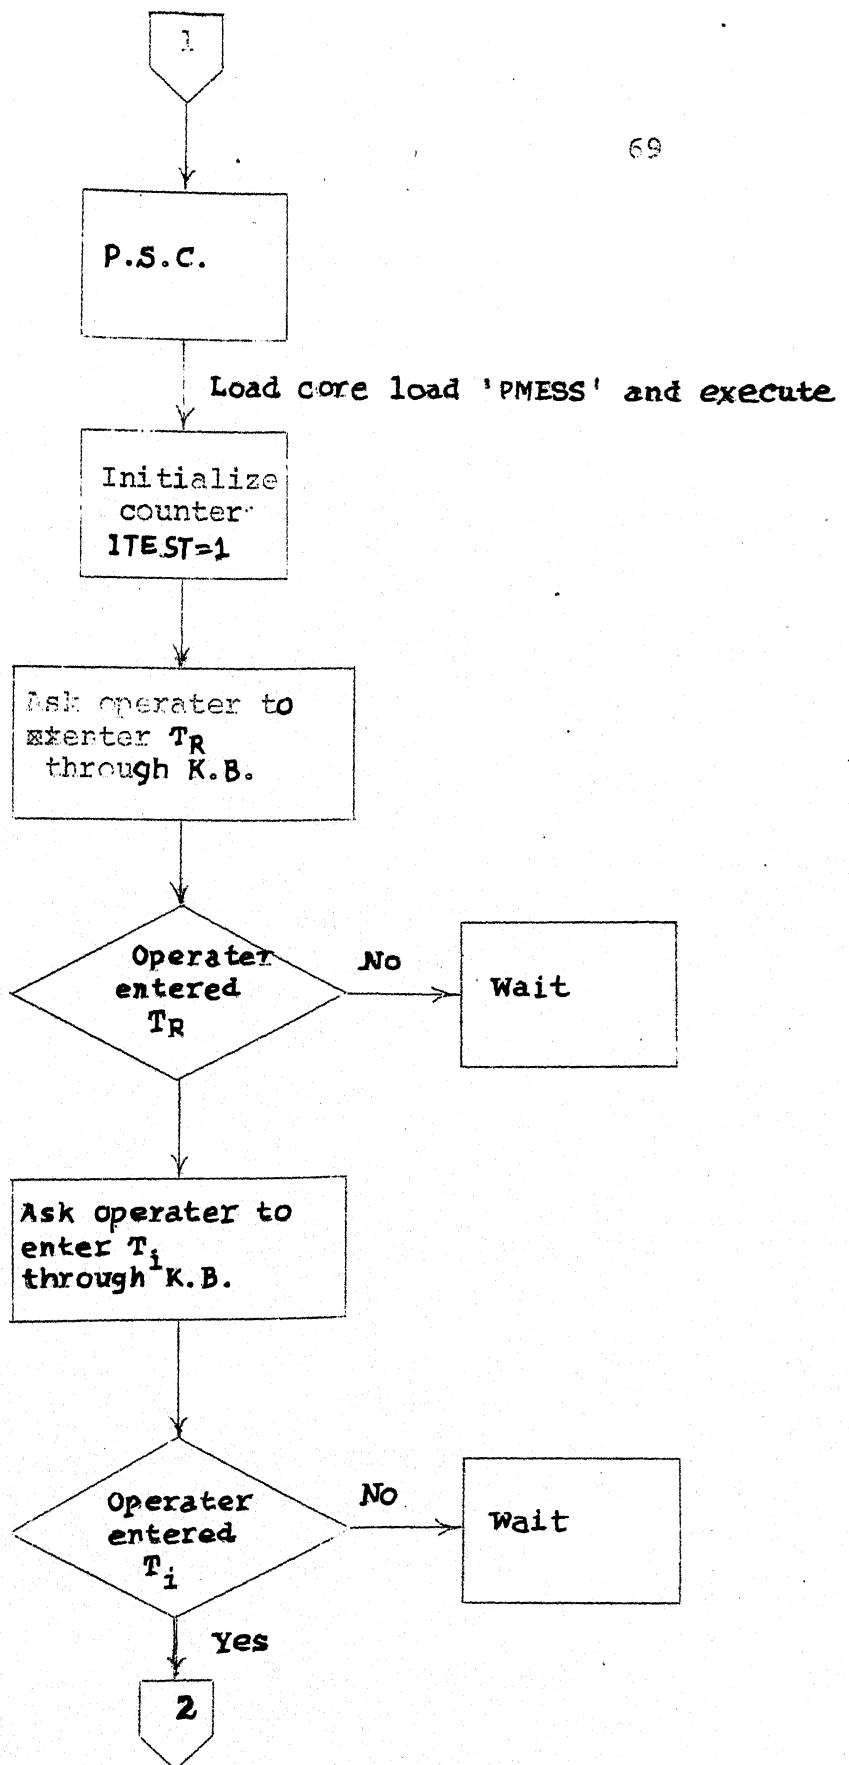 1
69
P.S.C.
Load core load 'PMESS' and execute
Initialize
counter
ITEST=1
Ask operater to
enter TR
through K.B.
Operater
entered
TR
No
Wait
Ask operater to
enter Ti
through K.B.
Operater
entered
Ti
No
Wait
Yes
2